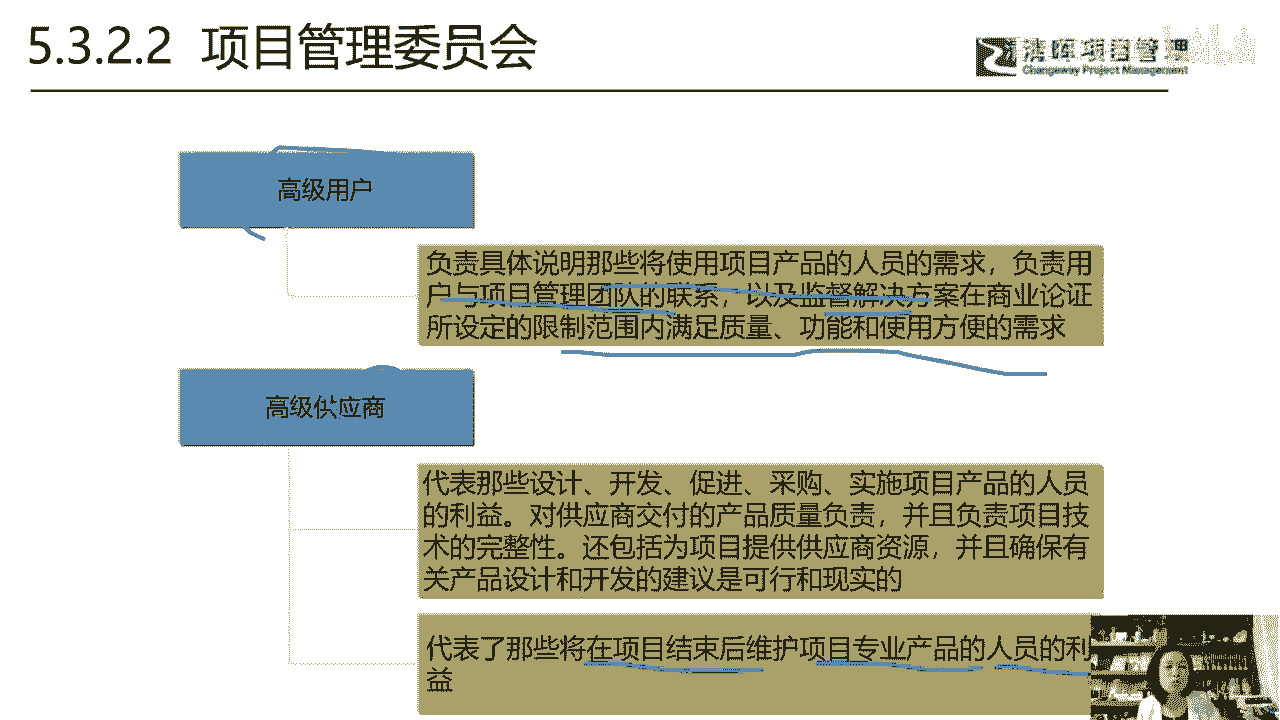 5.3.2.2 项目管理委员会
清晖项目管理
Changeway Project Management
高级用户
负责具体说明那些将使用项目产品的人员的需求，负责用
户与项目管理团队的联系，以及监督解决方案在商业论证
所设定的限制范围内满足质量、功能和使用方便的需求
高级供应商
代表那些设计、开发、促进、采购、实施项目产品的人员
的利益。对供应商交付的产品质量负责，并且负责项目技
术的完整性。还包括为项目提供供应商资源，并且确保有
关产品设计和开发的建议是可行和现实的
代表了那些将在项目结束后维护项目专业产品的人员的利
益